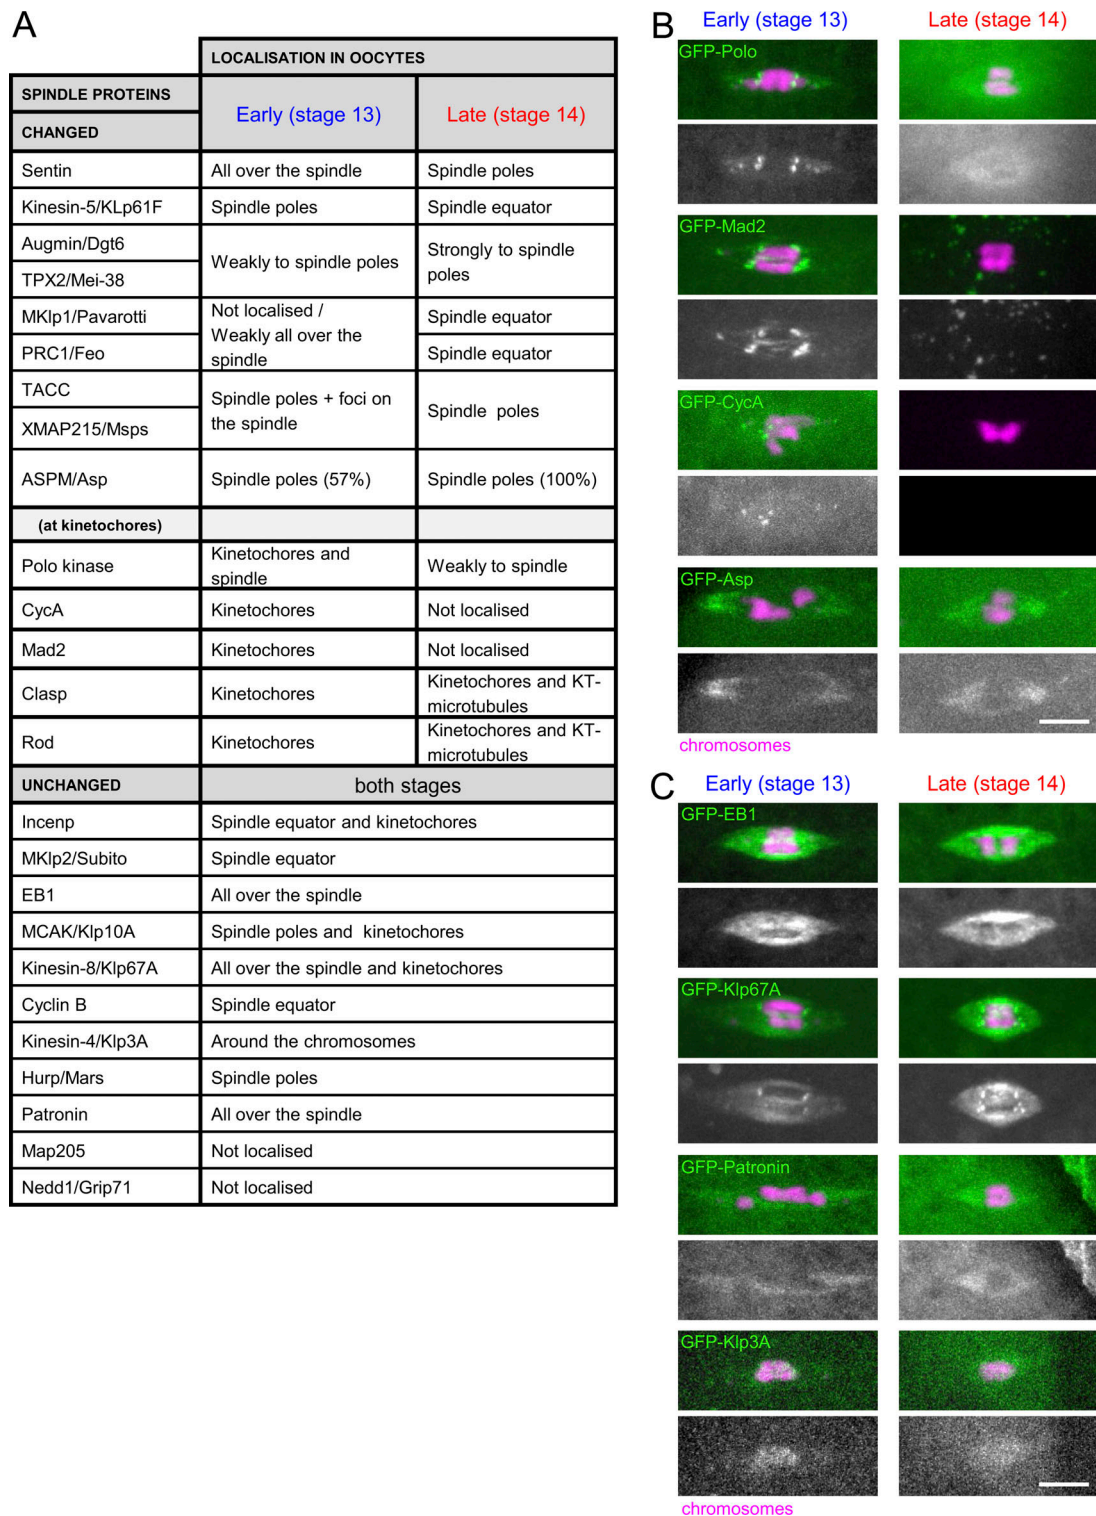 A
LOCALISATION IN OOCYTES
SPINDLE PROTEINS
CHANGED
Early (stage 13)
Late (stage 14)
Sentin
All over the spindle
Spindle poles
Kinesin-5/KLp61F
Spindle poles
Spindle equator
Augmin/Dgt6
TPX2/Mei-38
Weakly to spindle poles
Strongly to spindle
poles
MKlp1/Pavarotti
PRC1/Feo
Not localised /
Weakly all over the
spindle
Spindle equator
Spindle equator
TACC
XMAP215/Msps
Spindle poles + foci on
the spindle
Spindle poles
ASPM/Asp
Spindle poles (57%)
Spindle poles (100%)
(at kinetochores)
Polo kinase
Kinetochores and
spindle
Weakly to spindle
CycA
Kinetochores
Not localised
Mad2
Kinetochores
Not localised
Clasp
Kinetochores
Kinetochores and KT-
microtubules
Rod
Kinetochores
Kinetochores and KT-
microtubules
UNCHANGED
both stages
Incenp
Spindle equator and kinetochores
MKlp2/Subito
Spindle equator
EB1
All over the spindle
MCAK/Klp10A
Spindle poles and kinetochores
Kinesin-8/Klp67A
All over the spindle and kinetochores
Cyclin B
Spindle equator
Kinesin-4/Klp3A
Around the chromosomes
Hurp/Mars
Spindle poles
Patronin
All over the spindle
Map205
Not localised
Nedd1/Grip71
Not localised
B
Early (stage 13)
Late (stage 14)
GFP-Polo
GFP-Mad2
GFP-CycA
GFP-Asp
chromosomes
C
Early (stage 13)
Late (stage 14)
GFP-EB1
GFP-Klp67A
GFP-Patronin
GFP-Klp3A
chromosomes